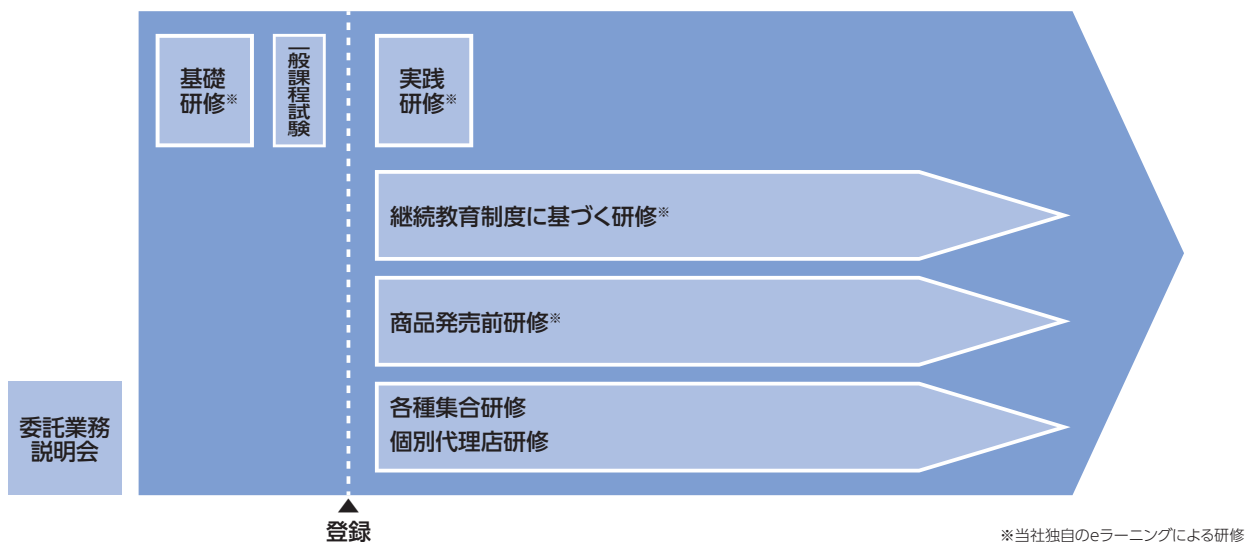 基礎
研修※
一般課程試験
実践
研修※
継続教育制度に基づく研修※
商品発売前研修※
各種集合研修
個別代理店研修
委託業務
説明会
▲
登録
※当社独自のeラーニングによる研修